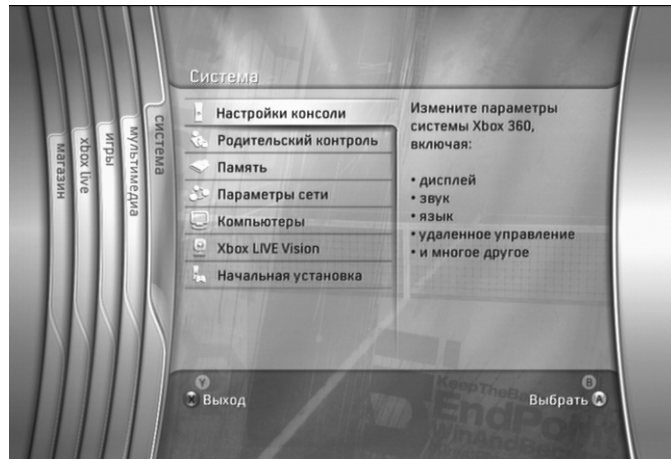 Система
магазин
xbox live
игры
мультимедиа
система
Настройки консоли
Родительский контроль
Память
Параметры сети
Компьютеры
Xbox LIVE Vision
Начальная установка
Измените параметры
системы Xbox 360,
включая:
• дисплей
• звук
• язык
• удаленное управление
• и многое другое
Y
B
X Выход
Выбрать A
EndPoint